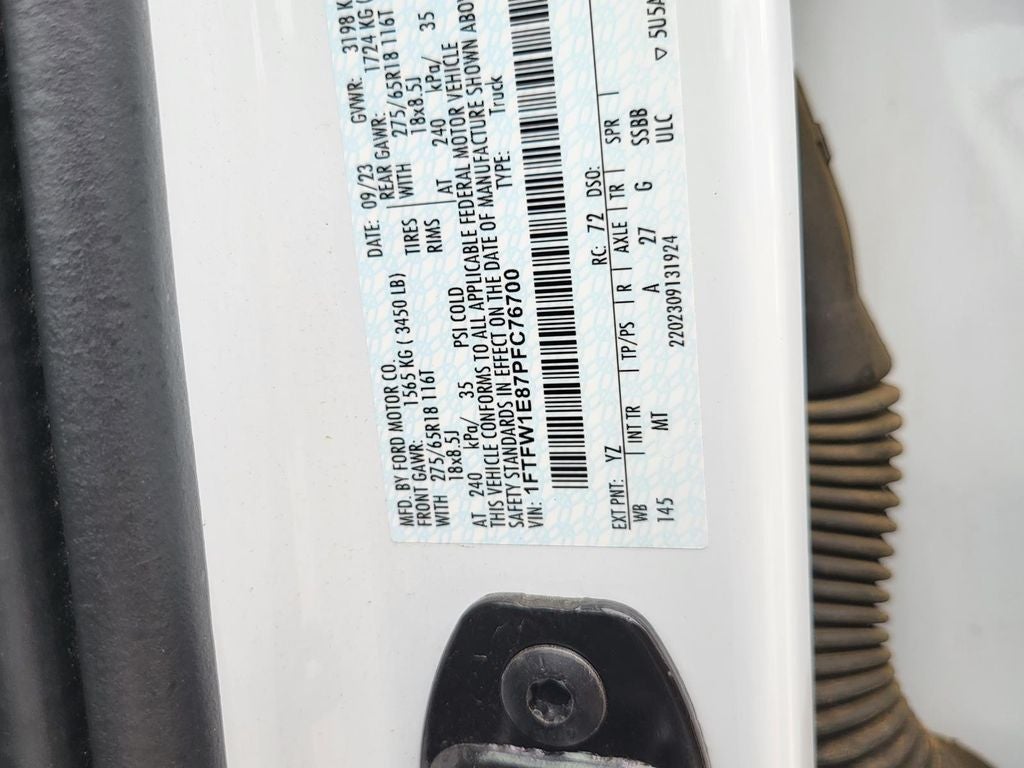 MFD. BY FORD MOTOR CO.
DATE: 09/23 GVWR: 3198 K
FRONT GAWR: 1565 KG ( 3450 LB)
REAR GAWR: 1724 KG (
WITH 275/65R18 116T TIRES WITH 275/65R18 116T
18x8.5J RIMS 18x8.5J
AT 240 kPa/ 35 PSI COLD AT 240 kPa/ 35
THIS VEHICLE CONFORMS TO ALL APPLICABLE FEDERAL MOTOR VEHICLE
SAFETY STANDARDS IN EFFECT ON THE DATE OF MANUFACTURE SHOWN ABOV
VIN: 1FTFW1E87PFC76700 TYPE: Truck
EXT PNT: YZ RC: 72 DSO:
WB INT TR TP/PS R AXLE TR SPR
145 MT A 27 G SSBB
2202309131924 ULC ▽ 5U5A